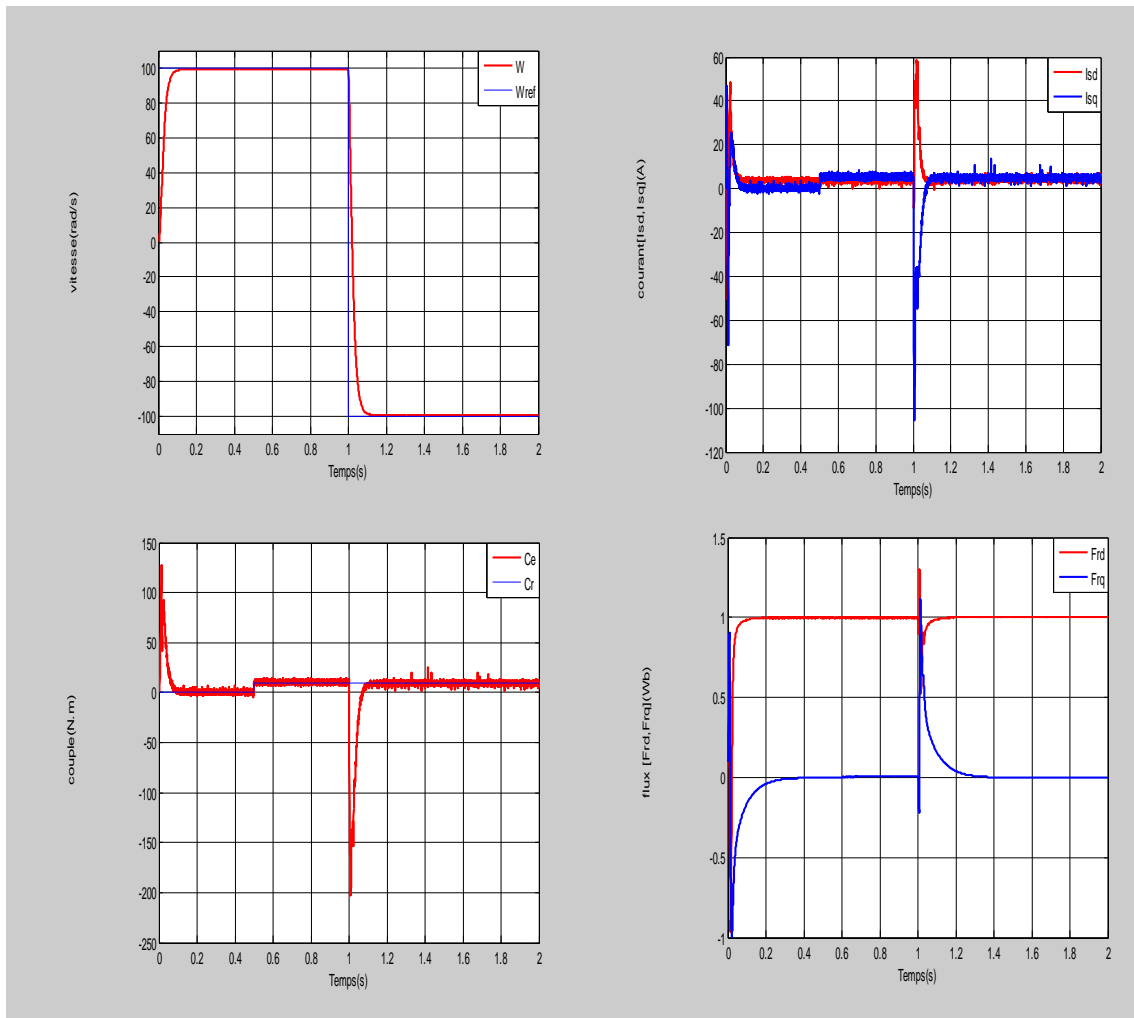 vitesse(rad/s)
100
80
60
40
20
0
-20
-40
-60
-80
-100
0 0.2 0.4 0.6 0.8 1 1.2 1.4 1.6 1.8 2
Temps(s)
W
Wref
courant[Isd,Isq](A)
60
40
20
0
-20
-40
-60
-80
-100
-120
0 0.2 0.4 0.6 0.8 1 1.2 1.4 1.6 1.8 2
Temps(s)
Isd
Isq
couple(N.m)
150
100
50
0
-50
-100
-150
-200
-250
0 0.2 0.4 0.6 0.8 1 1.2 1.4 1.6 1.8 2
Temps(s)
Ce
Cr
flux [Frd,Frq](Wb)
1.5
1
0.5
0
-0.5
-1
0 0.2 0.4 0.6 0.8 1 1.2 1.4 1.6 1.8 2
Temps(s)
Frd
Frq